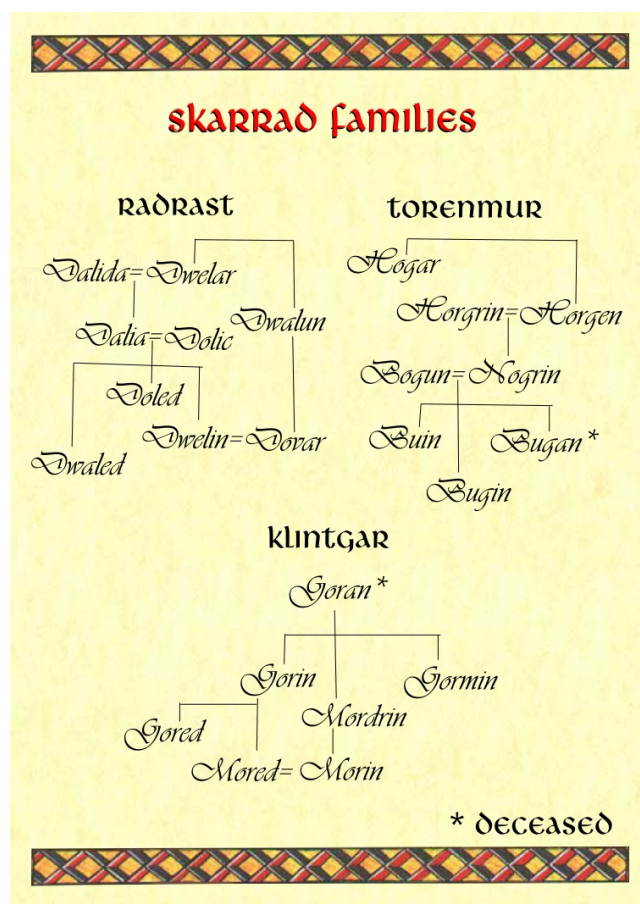 SKARRAD FAMILIES
RADRAST
Dalida=Dwelar
Dwalun
Dalia=Dolic
Doled
Dwelin=Dovar
Dwaled
TORENMUR
Hogar
Horgrin=Horgen
Bogun=Nogrin
Buin
Bugan*
Bugin
KLINTGAR
Goran*
Gorin
Gormin
Mordrin
Gored
Mored= Morin
* DECEASED